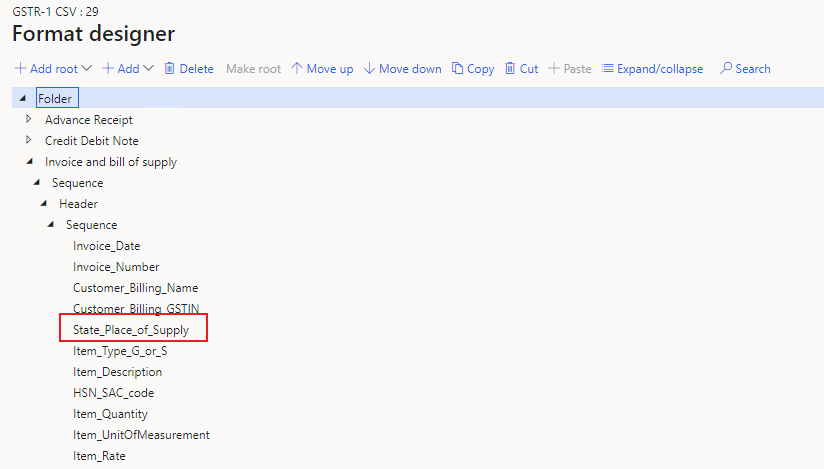 GSTR-1 CSV : 29
Format designer
Add root Add Delete Make root Move up Move down Copy Cut Paste Expand/collapse Search
Folder
Advance Receipt
Credit Debit Note
Invoice and bill of supply
Sequence
Header
Sequence
Invoice_Date
Invoice_Number
Customer_Billing_Name
Customer_Billing_GSTIN
State_Place_of_Supply
Item_Type_G_or_S
Item_Description
HSN_SAC_code
Item_Quantity
Item_UnitOfMeasurement
Item_Rate